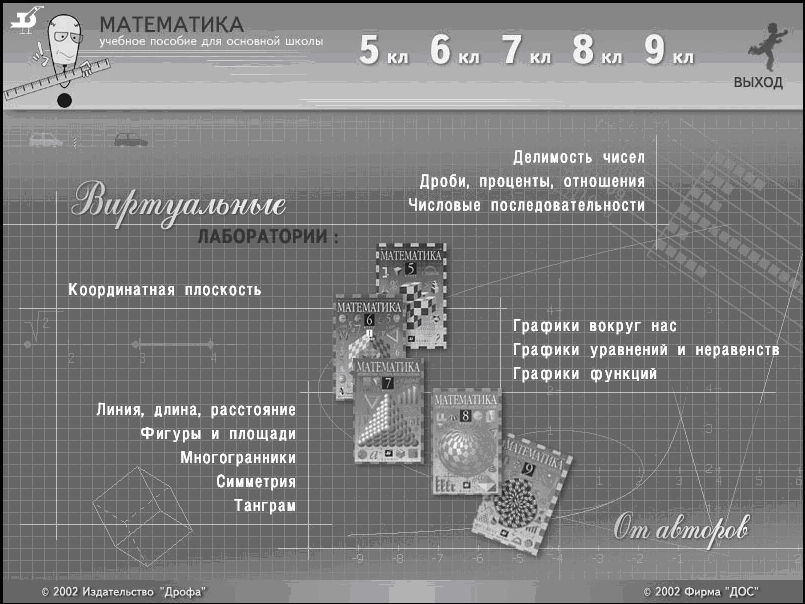 МАТЕМАТИКА
учебное пособие для основной школы
5 кл 6 кл 7 кл 8 кл 9 кл
ВЫХОД
Делимость чисел
Дроби, проценты, отношения
Числовые последовательности
Виртуальные
ЛАБОРАТОРИИ :
Координатная плоскость
МАТЕМАТИКА
5
МАТЕМАТИКА
6
МАТЕМАТИКА
7
МАТЕМАТИКА
8
МАТЕМАТИКА
9
Графики вокруг нас
Графики уравнений и неравенств
Графики функций
Линия, длина, расстояние
Фигуры и площади
Многогранники
Симметрия
Танграм
От авторов
© 2002 Издательство "Дрофа"
© 2002 Фирма "ДОС"